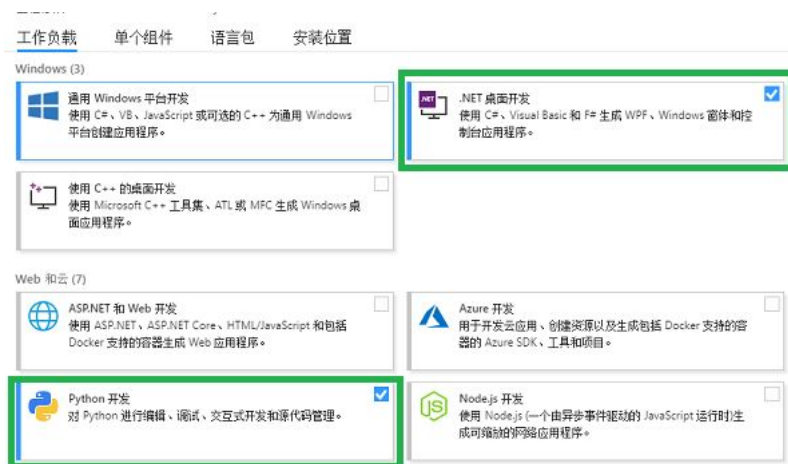 工作负载 单个组件 语言包 安装位置
Windows (3)
通用 Windows 平台开发
使用 C#、VB、JavaScript 或可选的 C++ 为通用 Windows
平台创建应用程序。
.NET
.NET 桌面开发
使用 C#、Visual Basic 和 F# 生成 WPF、Windows 窗体和控
制台应用程序。
使用 C++ 的桌面开发
使用 Microsoft C++ 工具集、ATL 或 MFC 生成 Windows 桌
面应用程序。
Web 和云 (7)
ASP.NET 和 Web 开发
使用 ASP.NET、ASP.NET Core、HTML/JavaScript 和包括
Docker 支持的容器生成 Web 应用程序。
Azure 开发
用于开发云应用、创建资源以及生成包括 Docker 支持的容
器的 Azure SDK、工具和项目。
Python 开发
对 Python 进行编辑、调试、交互式开发和源代码管理。
JS
Node.js 开发
使用 Node.js (一个由异步事件驱动的 JavaScript 运行时)生
成可缩放的网络应用程序。